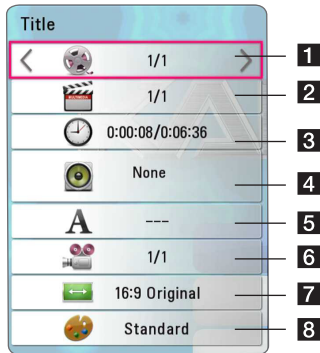 Title
1/1 1
1/1 2
0:00:08/0:06:36 3
None 4
A --- 5
1/1 6
16:9 Original 7
Standard 8